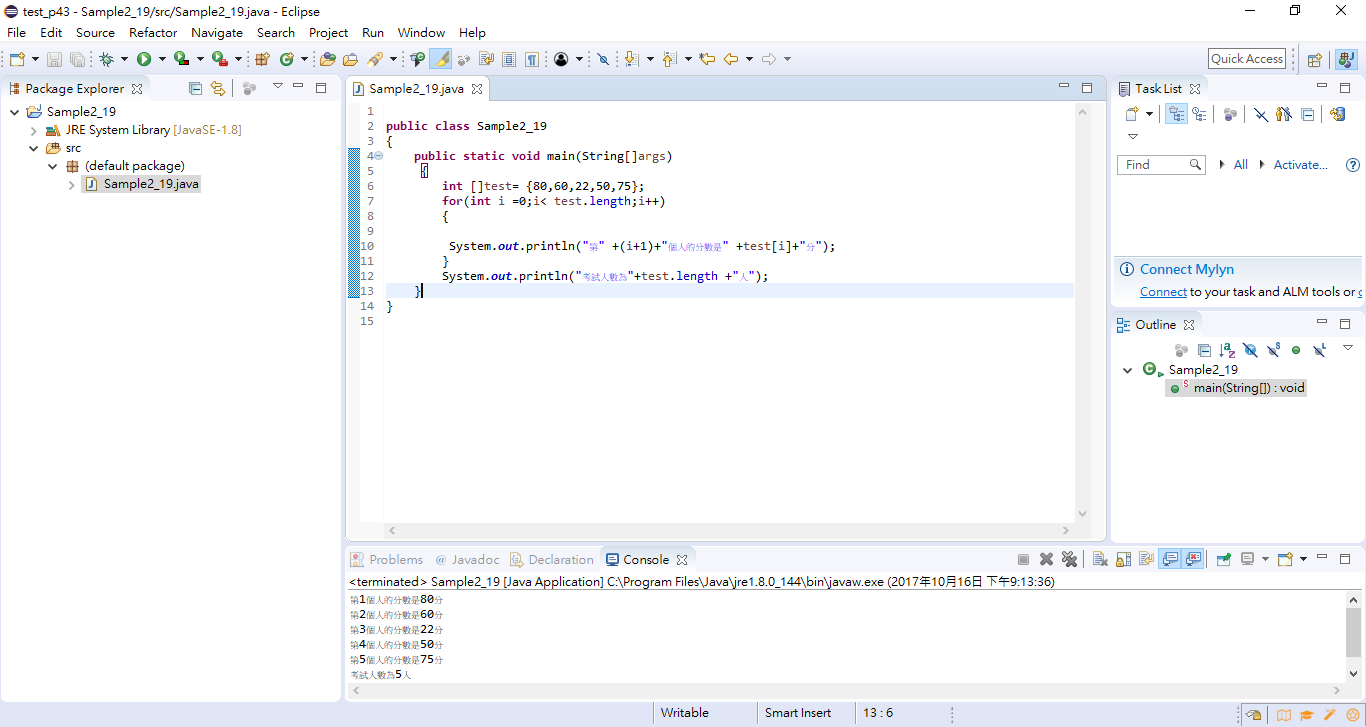 test_p43 - Sample2_19/src/Sample2_19.java - Eclipse
File Edit Source Refactor Navigate Search Project Run Window Help
Quick Access
Package Explorer
Sample2_19
JRE System Library [JavaSE-1.8]
src
(default package)
Sample2_19.java
Sample2_19.java
1
2 public class Sample2_19
3 {
4 public static void main(String[]args)
5 {
6 int []test= {80,60,22,50,75};
7 for(int i =0;i< test.length;i++)
8 {
9
10 System.out.println("第" +(i+1)+"個人的分數是" +test[i]+"分");
11 }
12 System.out.println("考試人數為"+test.length +"人");
13 }
14 }
15
Task List
Find All Activate...
Connect Mylyn
Connect to your task and ALM tools or c
Outline
Sample2_19
main(String[]) : void
Problems @ Javadoc Declaration Console
<terminated> Sample2_19 [Java Application] C:\Program Files\Java\jre1.8.0_144\bin\javaw.exe (2017年10月16日 下午9:13:36)
第1個人的分數是80分
第2個人的分數是60分
第3個人的分數是22分
第4個人的分數是50分
第5個人的分數是75分
考試人數為5人
Writable Smart Insert 13 : 6